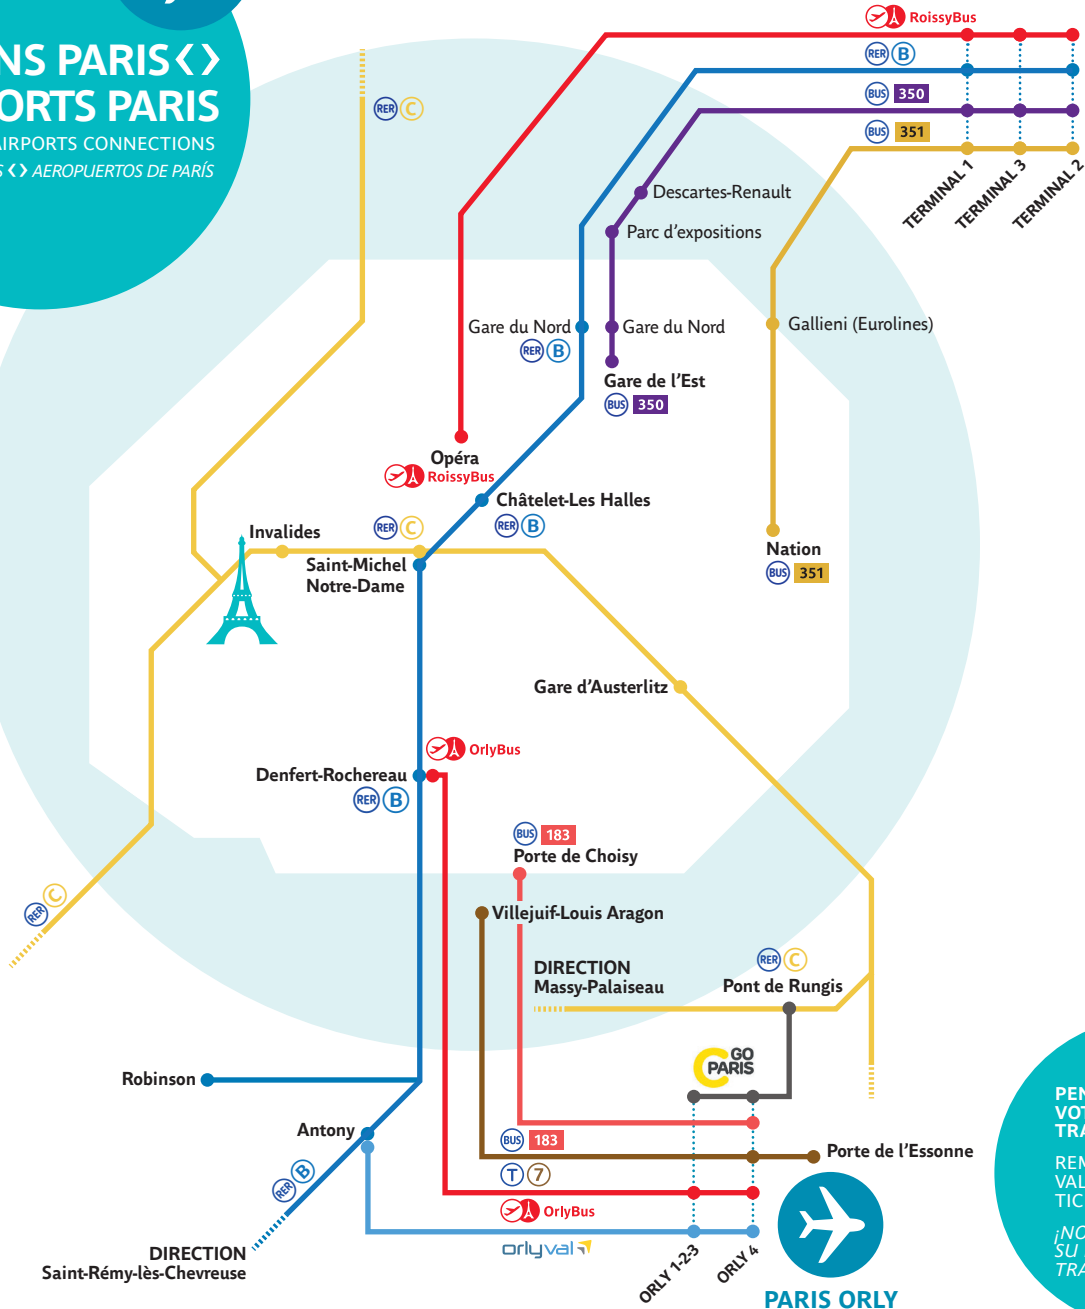 NS PARIS<>
ORTS PARIS
AIRPORTS CONNECTIONS
S <> AEROPUERTOS DE PARÍS
RoissyBus
RER B
BUS 350
BUS 351
TERMINAL 1
TERMINAL 3
TERMINAL 2
RER C
Descartes-Renault
Parc d'expositions
Gare du Nord
RER B
Gare du Nord
Gare de l'Est
BUS 350
Gallieni (Eurolines)
Opéra
RoissyBus
Châtelet-Les Halles
RER B
Nation
BUS 351
Invalides
RER C
Saint-Michel
Notre-Dame
Gare d'Austerlitz
OrlyBus
Denfert-Rochereau
RER B
BUS 183
Porte de Choisy
RER C
Villejuif-Louis Aragon
DIRECTION
Massy-Palaiseau
RER C
Pont de Rungis
GO
C PARIS
Robinson
Antony
RER B
DIRECTION
Saint-Rémy-lès-Chevreuse
BUS 183
T 7
Porte de l'Essonne
OrlyBus
orlyval
ORLY 1-2-3
ORLY 4
PARIS ORLY
PEN
VOT
TRA
REM
VAL
TIC
¡NO
SU
TRA